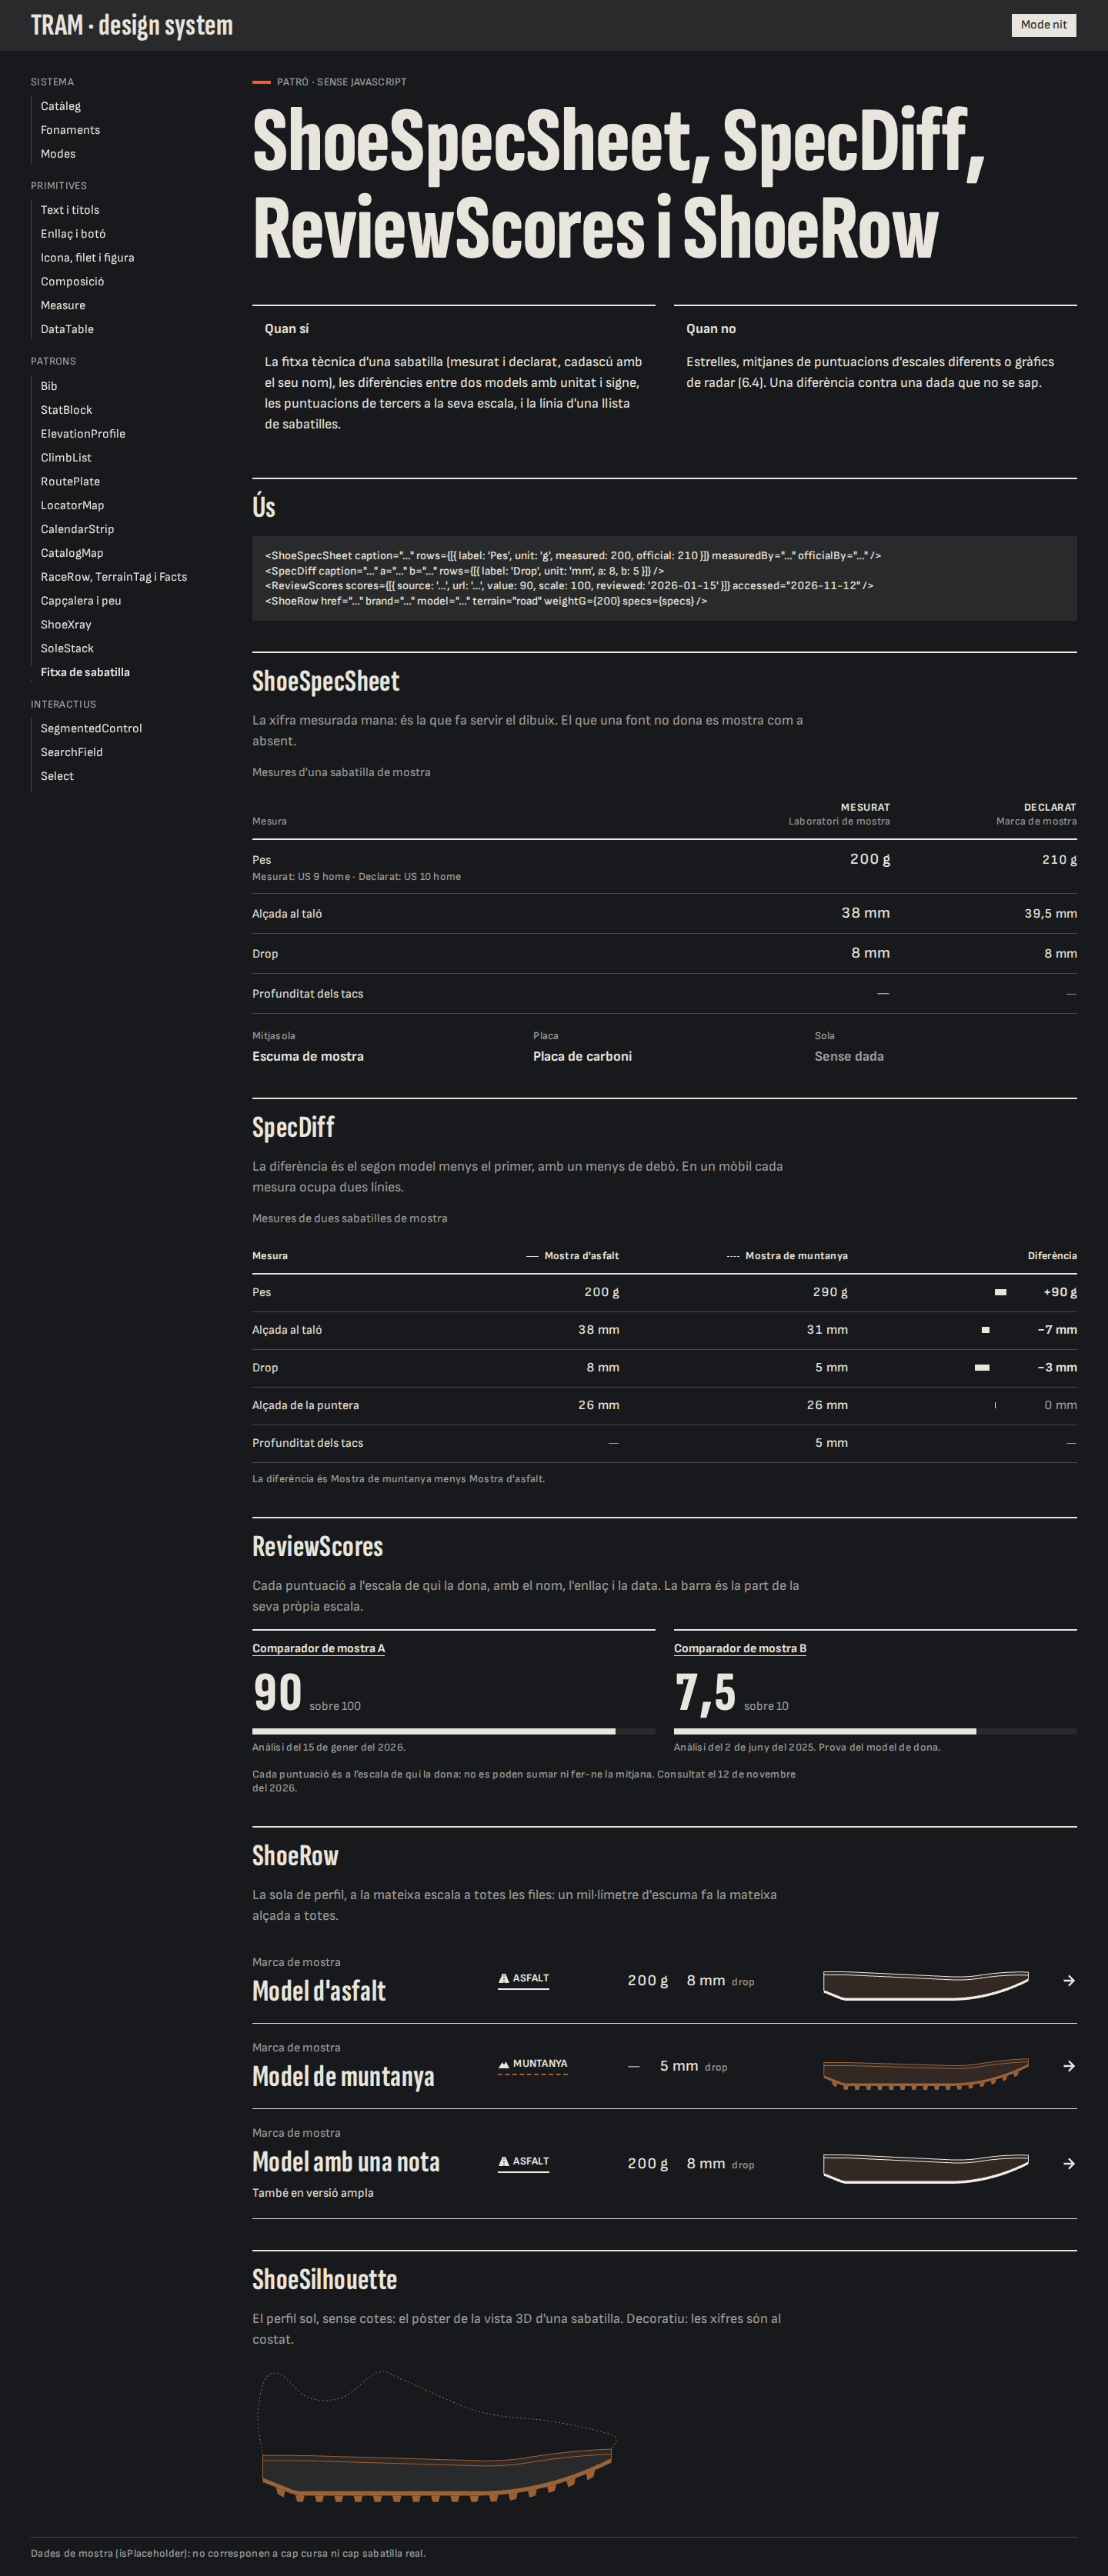 TRAM · design system
Mode nit
SISTEMA
Catàleg
Fonaments
Modes
PRIMITIVES
Text i títols
Enllaç i botó
Icona, filet i figura
Composició
Measure
DataTable
PATRONS
Bib
StatBlock
ElevationProfile
ClimbList
RoutePlate
LocatorMap
CalendarStrip
CatalogMap
RaceRow, TerrainTag i Facts
Capçalera i peu
ShoeXray
SoleStack
Fitxa de sabatilla
INTERACTIUS
SegmentedControl
SearchField
Select
PATRÓ · SENSE JAVASCRIPT
ShoeSpecSheet, SpecDiff,
ReviewScores i ShoeRow
Quan sí
La fitxa tècnica d'una sabatilla (mesurat i declarat, cadascú amb
el seu nom), les diferències entre dos models amb unitat i signe,
les puntuacions de tercers a la seva escala, i la línia d'una llista
de sabatilles.
Quan no
Estrelles, mitjanes de puntuacions d'escales diferents o gràfics
de radar (6.4). Una diferència contra una dada que no se sap.
Ús
<ShoeSpecSheet caption="…" rows={[{ label: 'Pes', unit: 'g', measured: 200, official: 210 }]} measuredBy="…" officialBy="…" />
<SpecDiff caption="…" a="…" b="…" rows={[{ label: 'Drop', unit: 'mm', a: 8, b: 5 }]} />
<ReviewScores scores={[{ source: '…', url: '…', value: 90, scale: 100, reviewed: '2026-01-15' }]} accessed="2026-11-12" />
<ShoeRow href="…" brand="…" model="…" terrain="road" weightG={200} specs={specs} />
ShoeSpecSheet
La xifra mesurada mana: és la que fa servir el dibuix. El que una font no dona es mostra com a
absent.
Mesures d'una sabatilla de mostra
MESURAT DECLARAT
Mesura Laboratori de mostra Marca de mostra
Pes 200 g 210 g
Mesurat: US 9 home · Declarat: US 10 home
Alçada al taló 38 mm 39,5 mm
Drop 8 mm 8 mm
Profunditat dels tacs — —
Mitjasola Placa Sola
Escuma de mostra Placa de carboni Sense dada
SpecDiff
La diferència és el segon model menys el primer, amb un menys de debò. En un mòbil cada
mesura ocupa dues línies.
Mesures de dues sabatilles de mostra
Mesura Mostra d'asfalt Mostra de muntanya Diferència
Pes 200 g 290 g +90 g
Alçada al taló 38 mm 31 mm −7 mm
Drop 8 mm 5 mm −3 mm
Alçada de la puntera 26 mm 26 mm 0 mm
Profunditat dels tacs — 5 mm —
La diferència és Mostra de muntanya menys Mostra d'asfalt.
ReviewScores
Cada puntuació a l'escala de qui la dona, amb el nom, l'enllaç i la data. La barra és la part de la
seva pròpia escala.
Comparador de mostra A
90 sobre 100
Anàlisi del 15 de gener del 2026.
Comparador de mostra B
7,5 sobre 10
Anàlisi del 2 de juny del 2025. Prova del model de dona.
Cada puntuació és a l'escala de qui la dona: no es poden sumar ni fer-ne la mitjana. Consultat el 12 de novembre
del 2026.
ShoeRow
La sola de perfil, a la mateixa escala a totes les files: un mil·límetre d'escuma fa la mateixa
alçada a totes.
Marca de mostra
Model d'asfalt ASFALT 200 g 8 mm drop →
Marca de mostra
Model de muntanya MUNTANYA — 5 mm drop →
Marca de mostra
Model amb una nota ASFALT 200 g 8 mm drop →
També en versió ampla
ShoeSilhouette
El perfil sol, sense cotes: el pòster de la vista 3D d'una sabatilla. Decoratiu: les xifres són al
costat.
Dades de mostra (isPlaceholder): no corresponen a cap cursa ni cap sabatilla real.